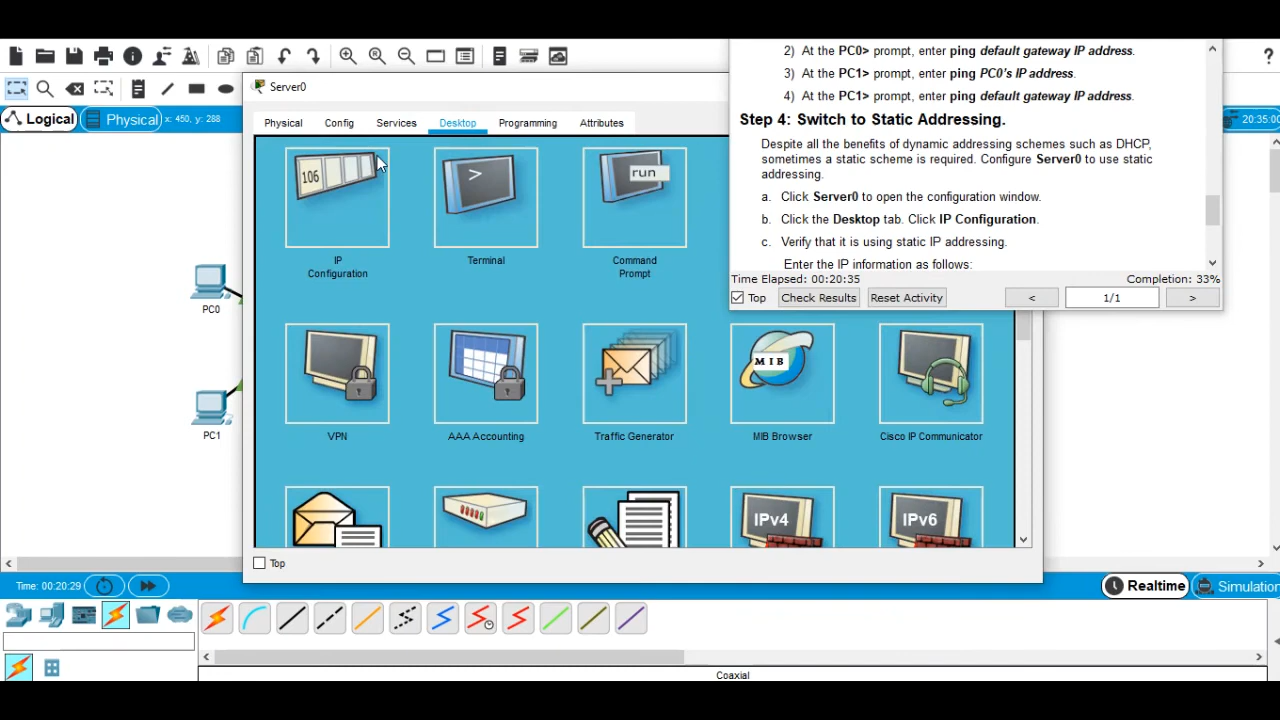 2) At the PC0> prompt, enter ping default gateway IP address.
3) At the PC1> prompt, enter ping PC0's IP address.
4) At the PC1> prompt, enter ping default gateway IP address.
Step 4: Switch to Static Addressing.
Despite all the benefits of dynamic addressing schemes such as DHCP,
sometimes a static scheme is required. Configure Server0 to use static
addressing.
a. Click Server0 to open the configuration window.
b. Click the Desktop tab. Click IP Configuration.
c. Verify that it is using static IP addressing.
Enter the IP information as follows:
Time Elapsed: 00:20:35
Completion: 33%
Top
Check Results
Reset Activity
<
1/1
>
?
Logical
Physical
x: 450, y: 288
20:35:00
Server0
Physical
Config
Services
Desktop
Programming
Attributes
106
>
run
IP
Configuration
Terminal
Command
Prompt
PC0
PC1
MIB
VPN
AAA Accounting
Traffic Generator
MIB Browser
Cisco IP Communicator
IPv4
IPv6
Top
Time: 00:20:29
Realtime
Simulation
Coaxial